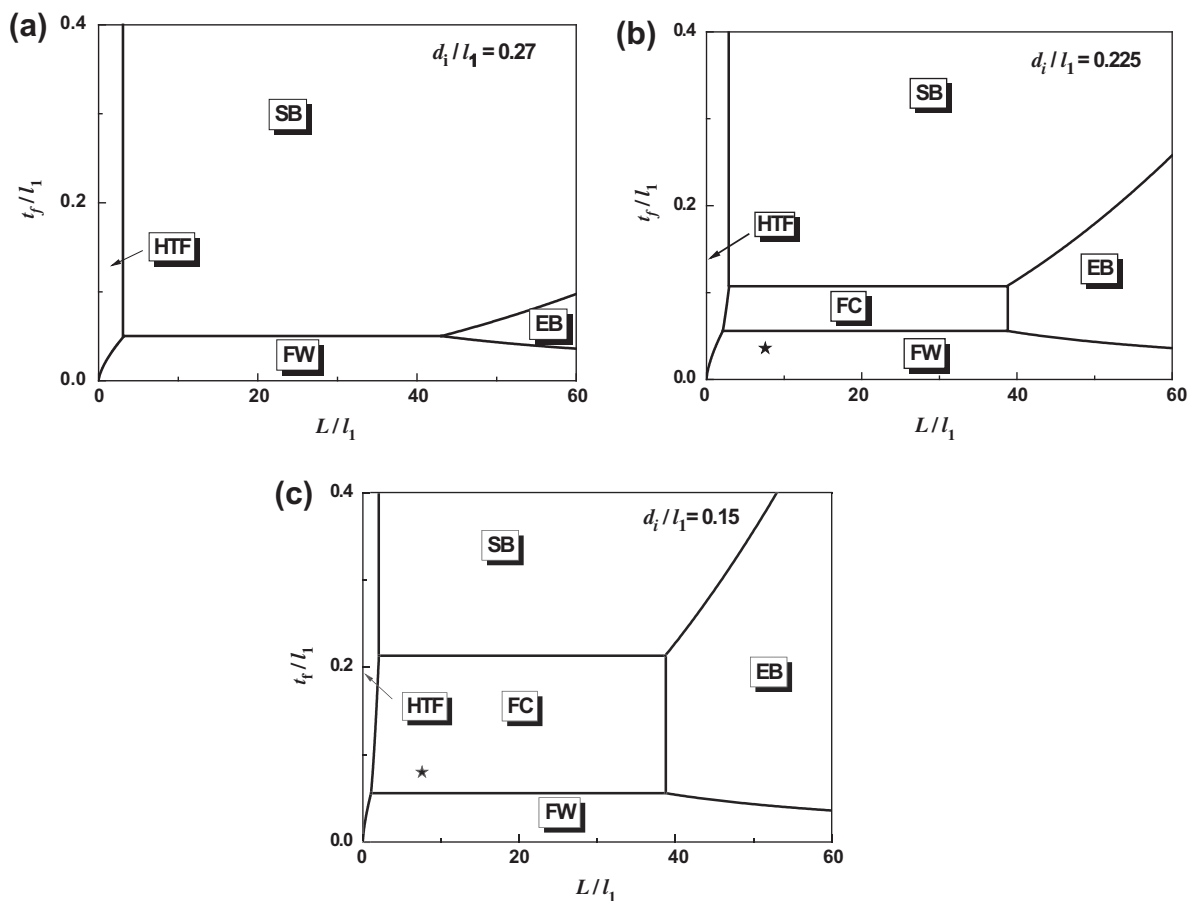 (a)
0.4
d_i/l_1 = 0.27
SB
t_f/l_1
0.2
HTF
EB
FW
0.0
0 20 40 60
L/l_1
(b)
0.4
d_i/l_1 = 0.225
SB
t_f/l_1
0.2
HTF
EB
FC
FW
0.0
0 20 40 60
L/l_1
(c)
0.4
d_i/l_1= 0.15
SB
t_f/l_1
0.2
EB
HTF FC
FW
0.0
0 20 40 60
L/l_1